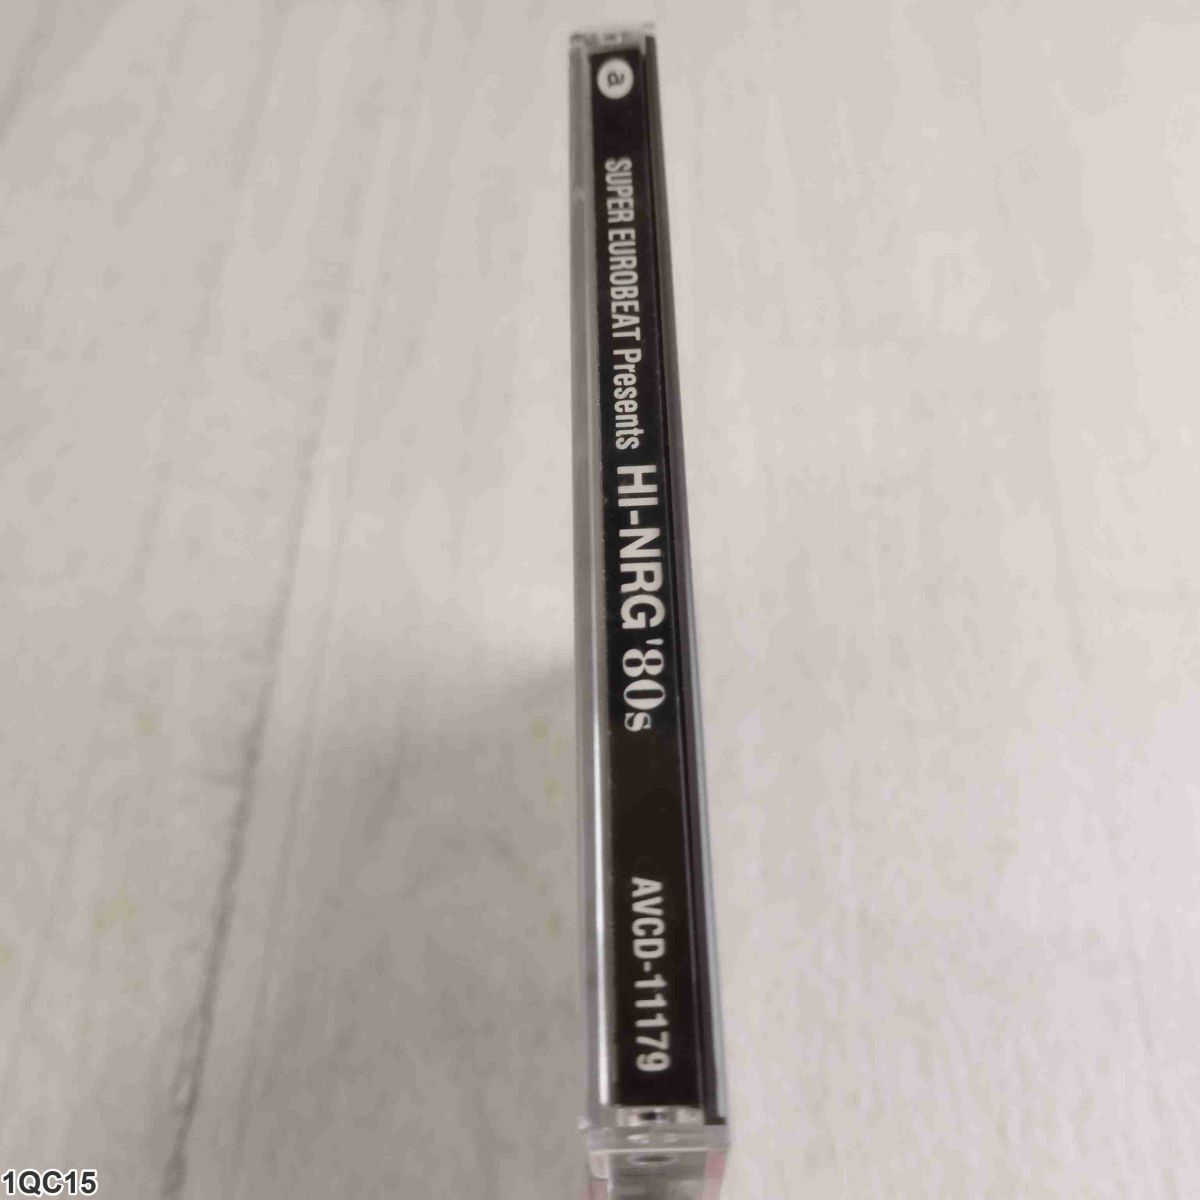 a
SUPER EUROBEAT Presents HI-NRG '80s
AVCD-11179
1QC15